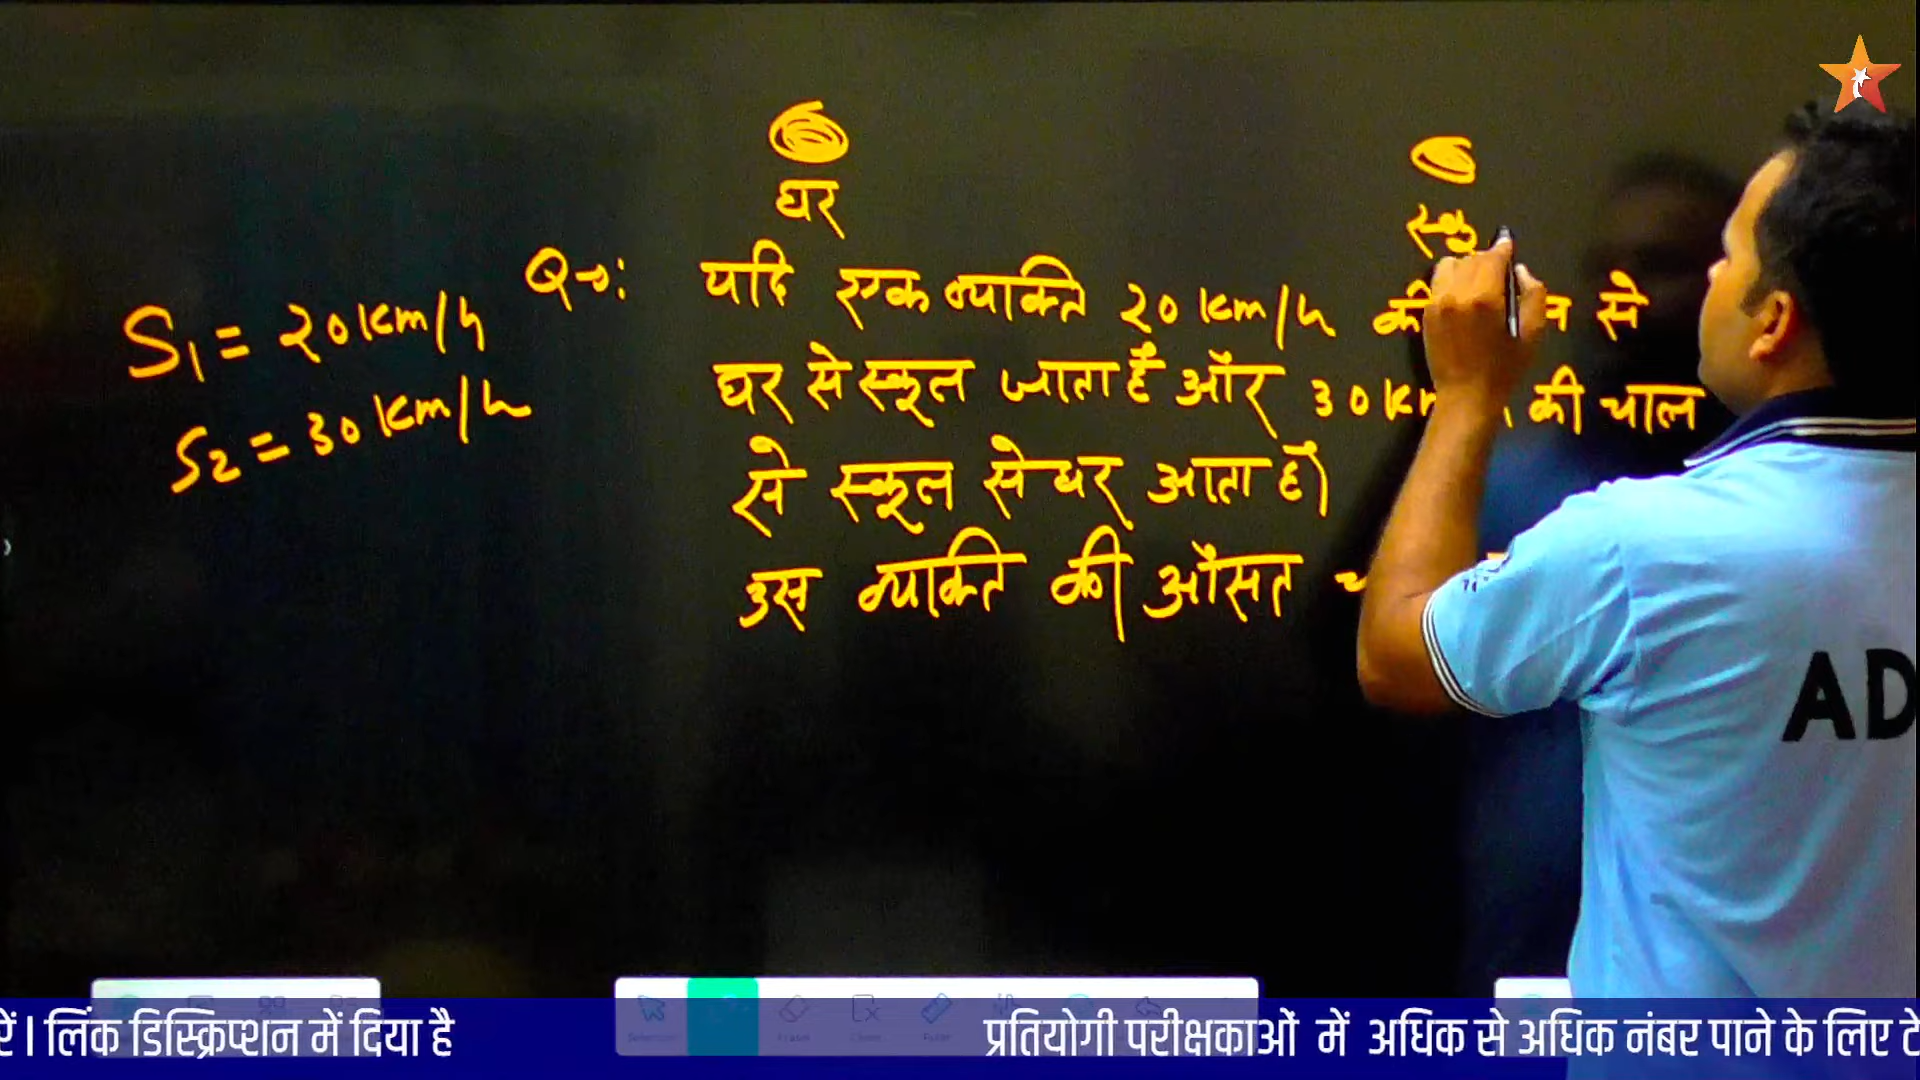 घर
स्कू
Q→: यदि एक व्यक्ति 20 km/h की से
घर से स्कूल जाता हैं और 30 की चाल
से स्कूल से घर आता हैं।
उस व्यक्ति की औसत
S1 = 20 km/h
S2 = 30 km/h
AD
रें। लिंक डिस्क्रिप्शन में दिया है
प्रतियोगी परीक्षकाओं में अधिक से अधिक नंबर पाने के लिए टे